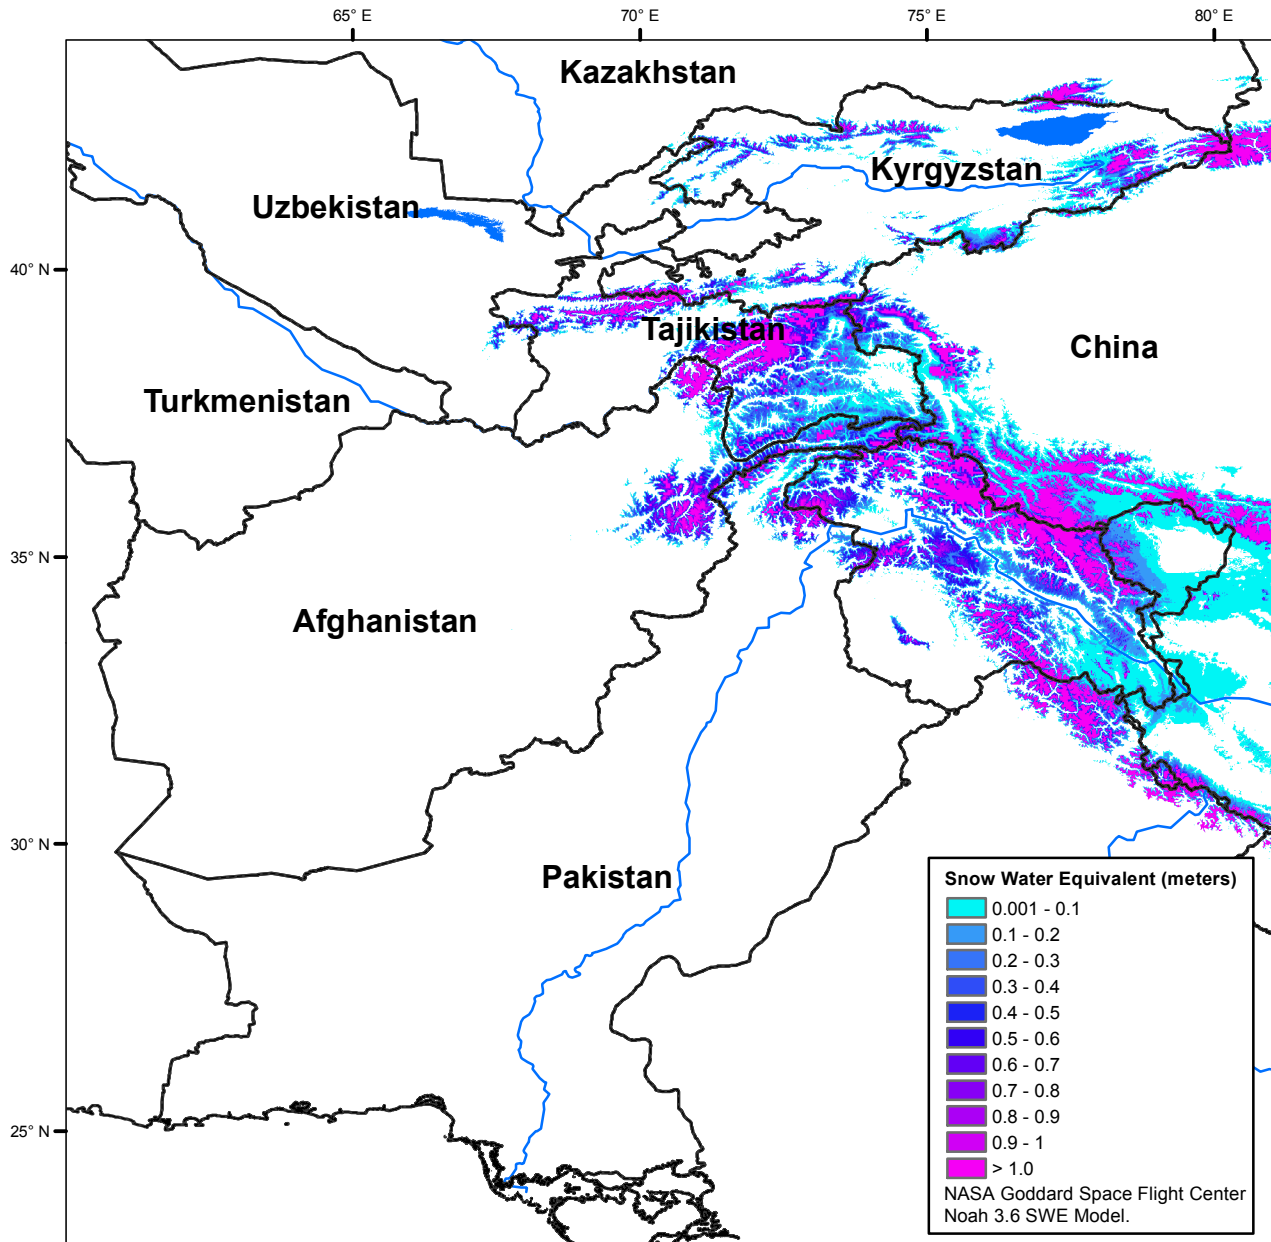 65° E
70° E
75° E
80° E
Kazakhstan
Kyrgyzstan
Uzbekistan
40° N
Tajikistan
China
Turkmenistan
35° N
Afghanistan
30° N
Pakistan
25° N
Snow Water Equivalent (meters)
0.001 - 0.1
0.1 - 0.2
0.2 - 0.3
0.3 - 0.4
0.4 - 0.5
0.5 - 0.6
0.6 - 0.7
0.7 - 0.8
0.8 - 0.9
0.9 - 1
> 1.0
NASA Goddard Space Flight Center
Noah 3.6 SWE Model.